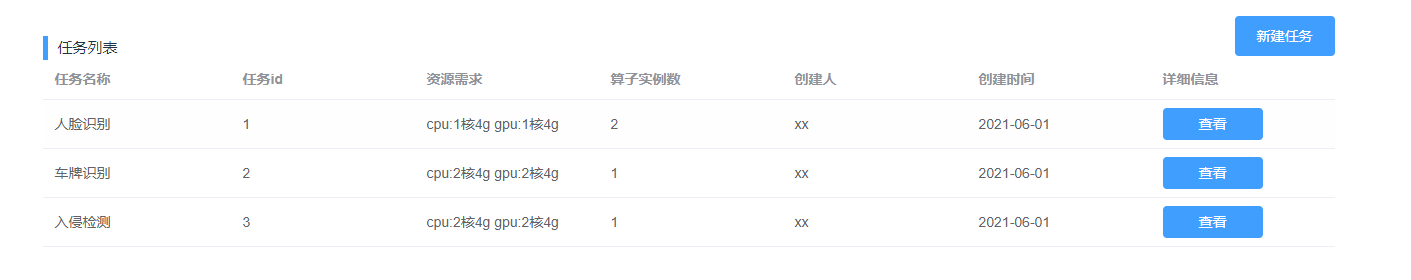 新建任务
任务列表
任务名称 任务id 资源需求 算子实例数 创建人 创建时间 详细信息
人脸识别 1 cpu:1核4g gpu:1核4g 2 xx 2021-06-01 查看
车牌识别 2 cpu:2核4g gpu:2核4g 1 xx 2021-06-01 查看
入侵检测 3 cpu:2核4g gpu:2核4g 1 xx 2021-06-01 查看